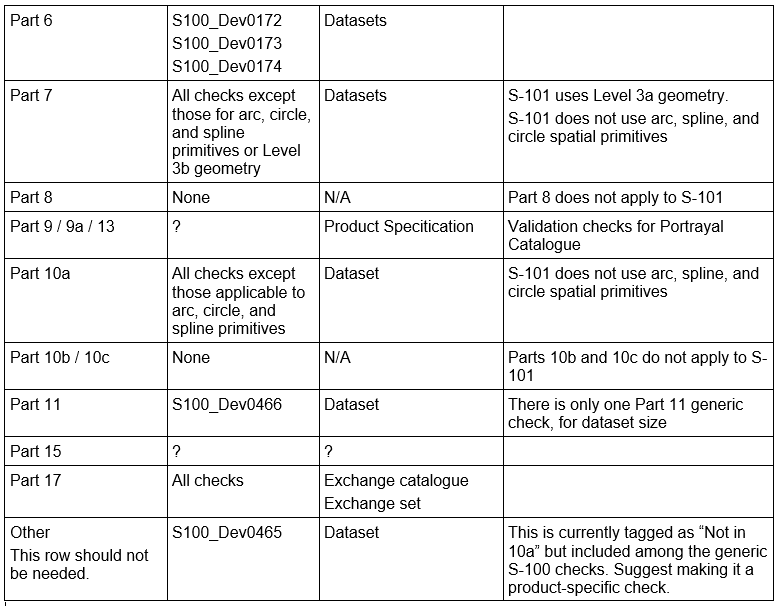 Part 6
S100_Dev0172
S100_Dev0173
S100_Dev0174
Datasets
Part 7
All checks except
those for arc, circle,
and spline
primitives or Level
3b geometry
Datasets
S-101 uses Level 3a geometry.
S-101 does not use arc, spline, and
circle spatial primitives
Part 8
None
N/A
Part 8 does not apply to S-101
Part 9 / 9a / 13
?
Product Specitication
Validation checks for Portrayal
Catalogue
Part 10a
All checks except
those applicable to
arc, circle, and
spline primitives
Dataset
S-101 does not use arc, spline, and
circle spatial primitives
Part 10b / 10c
None
N/A
Parts 10b and 10c do not apply to S-
101
Part 11
S100_Dev0466
Dataset
There is only one Part 11 generic
check, for dataset size
Part 15
?
?
Part 17
All checks
Exchange catalogue
Exchange set
Other
This row should not
be needed.
S100_Dev0465
Dataset
This is currently tagged as “Not in
10a” but included among the generic
S-100 checks. Suggest making it a
product-specific check.